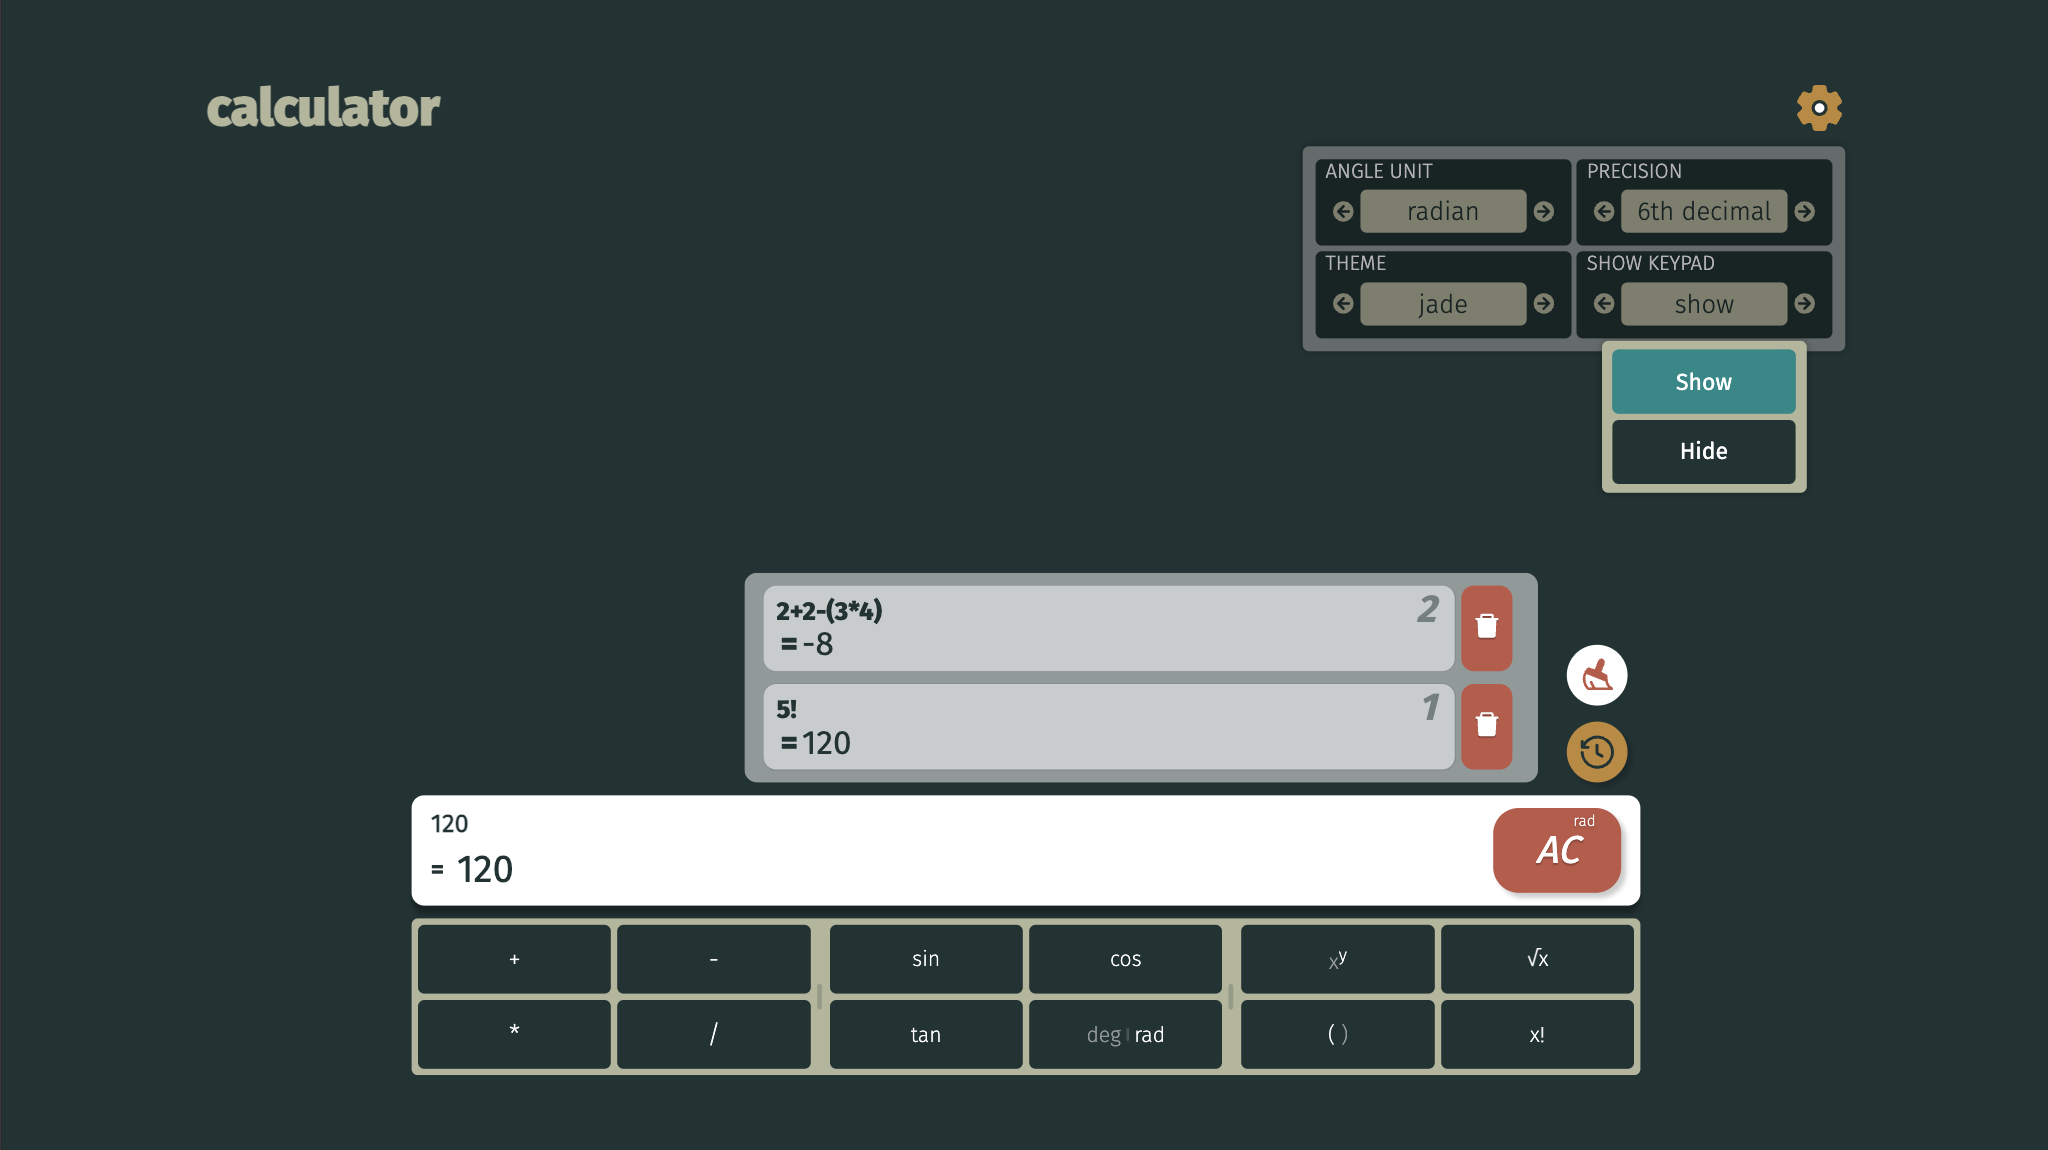 calculator
ANGLE UNIT
radian
PRECISION
6th decimal
THEME
jade
SHOW KEYPAD
show
Show
Hide
2+2-(3*4)
2
=-8
5!
1
=120
120
= 120
rad
AC
+
-
sin
cos
xʸ
√x
*
/
tan
deg|rad
( )
x!